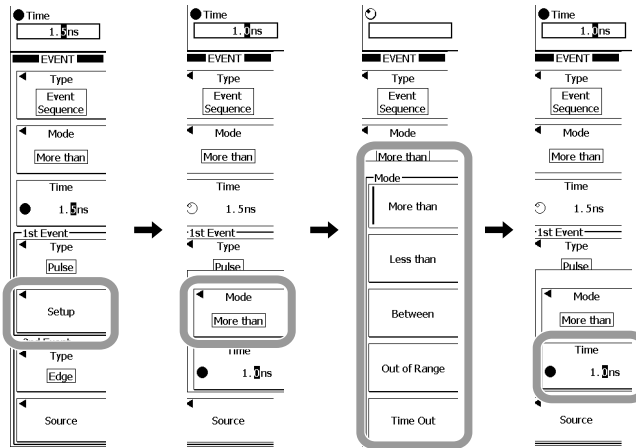 Time
1. 5ns
EVENT
Type
Event
Sequence
Mode
More than
Time
1. 5ns
1st Event
Type
Pulse
Setup
2nd Event
Type
Edge
Source
Time
1. 0ns
EVENT
Type
Event
Sequence
Mode
More than
Time
1. 5ns
1st Event
Type
Pulse
Mode
More than
Time
1. 0ns
Source
EVENT
Type
Event
Sequence
Mode
More than
Mode
More than
Less than
Between
Out of Range
Time Out
Time
1. 0ns
EVENT
Type
Event
Sequence
Mode
More than
Time
1. 5ns
1st Event
Type
Pulse
Mode
More than
Time
1. 0ns
Source